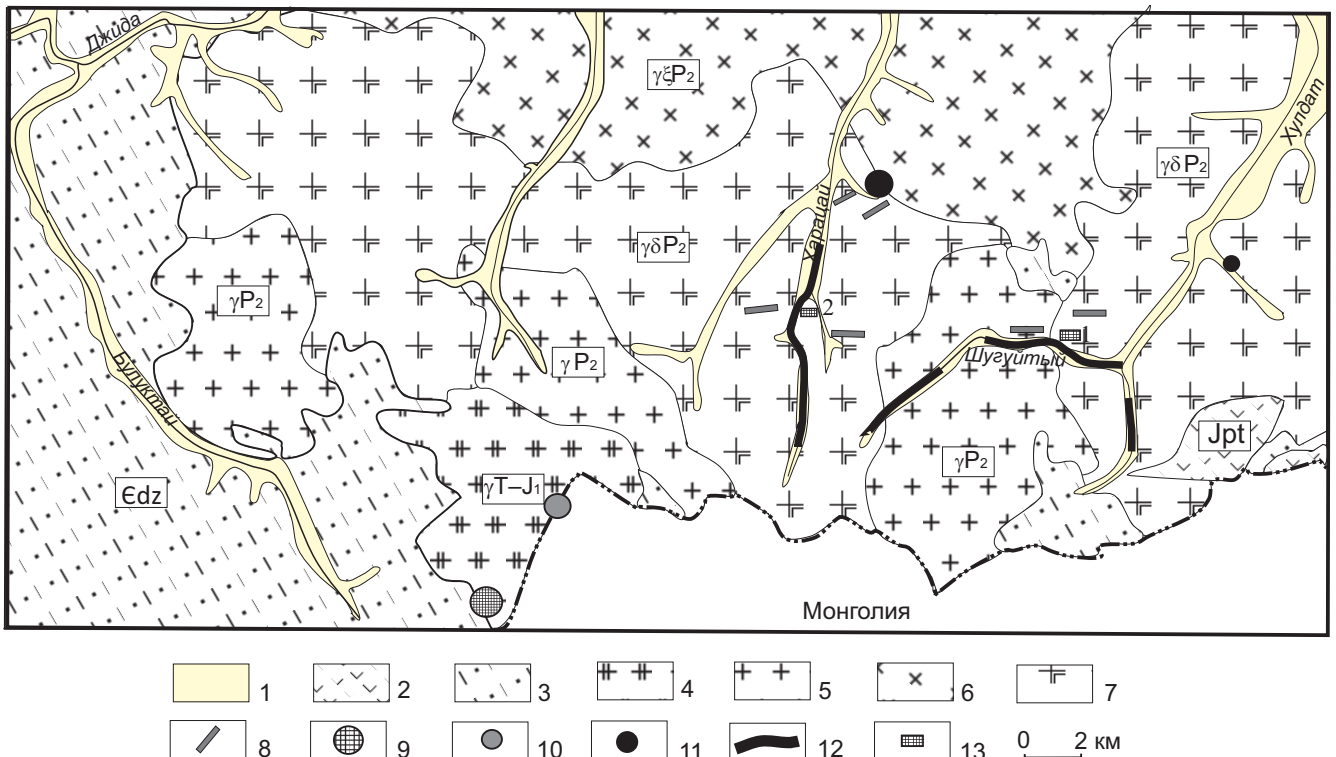 Джида
γξP2
Хулдат
γδP2
Харацай
γδP2
γP2
2
1
Шугуйтый
Булуктай
γP2
Jpt
γP2
Єdz
γT–J1
Монголия
1
2
3
4
5
6
7
8
9
10
11
12
13
0 2 км